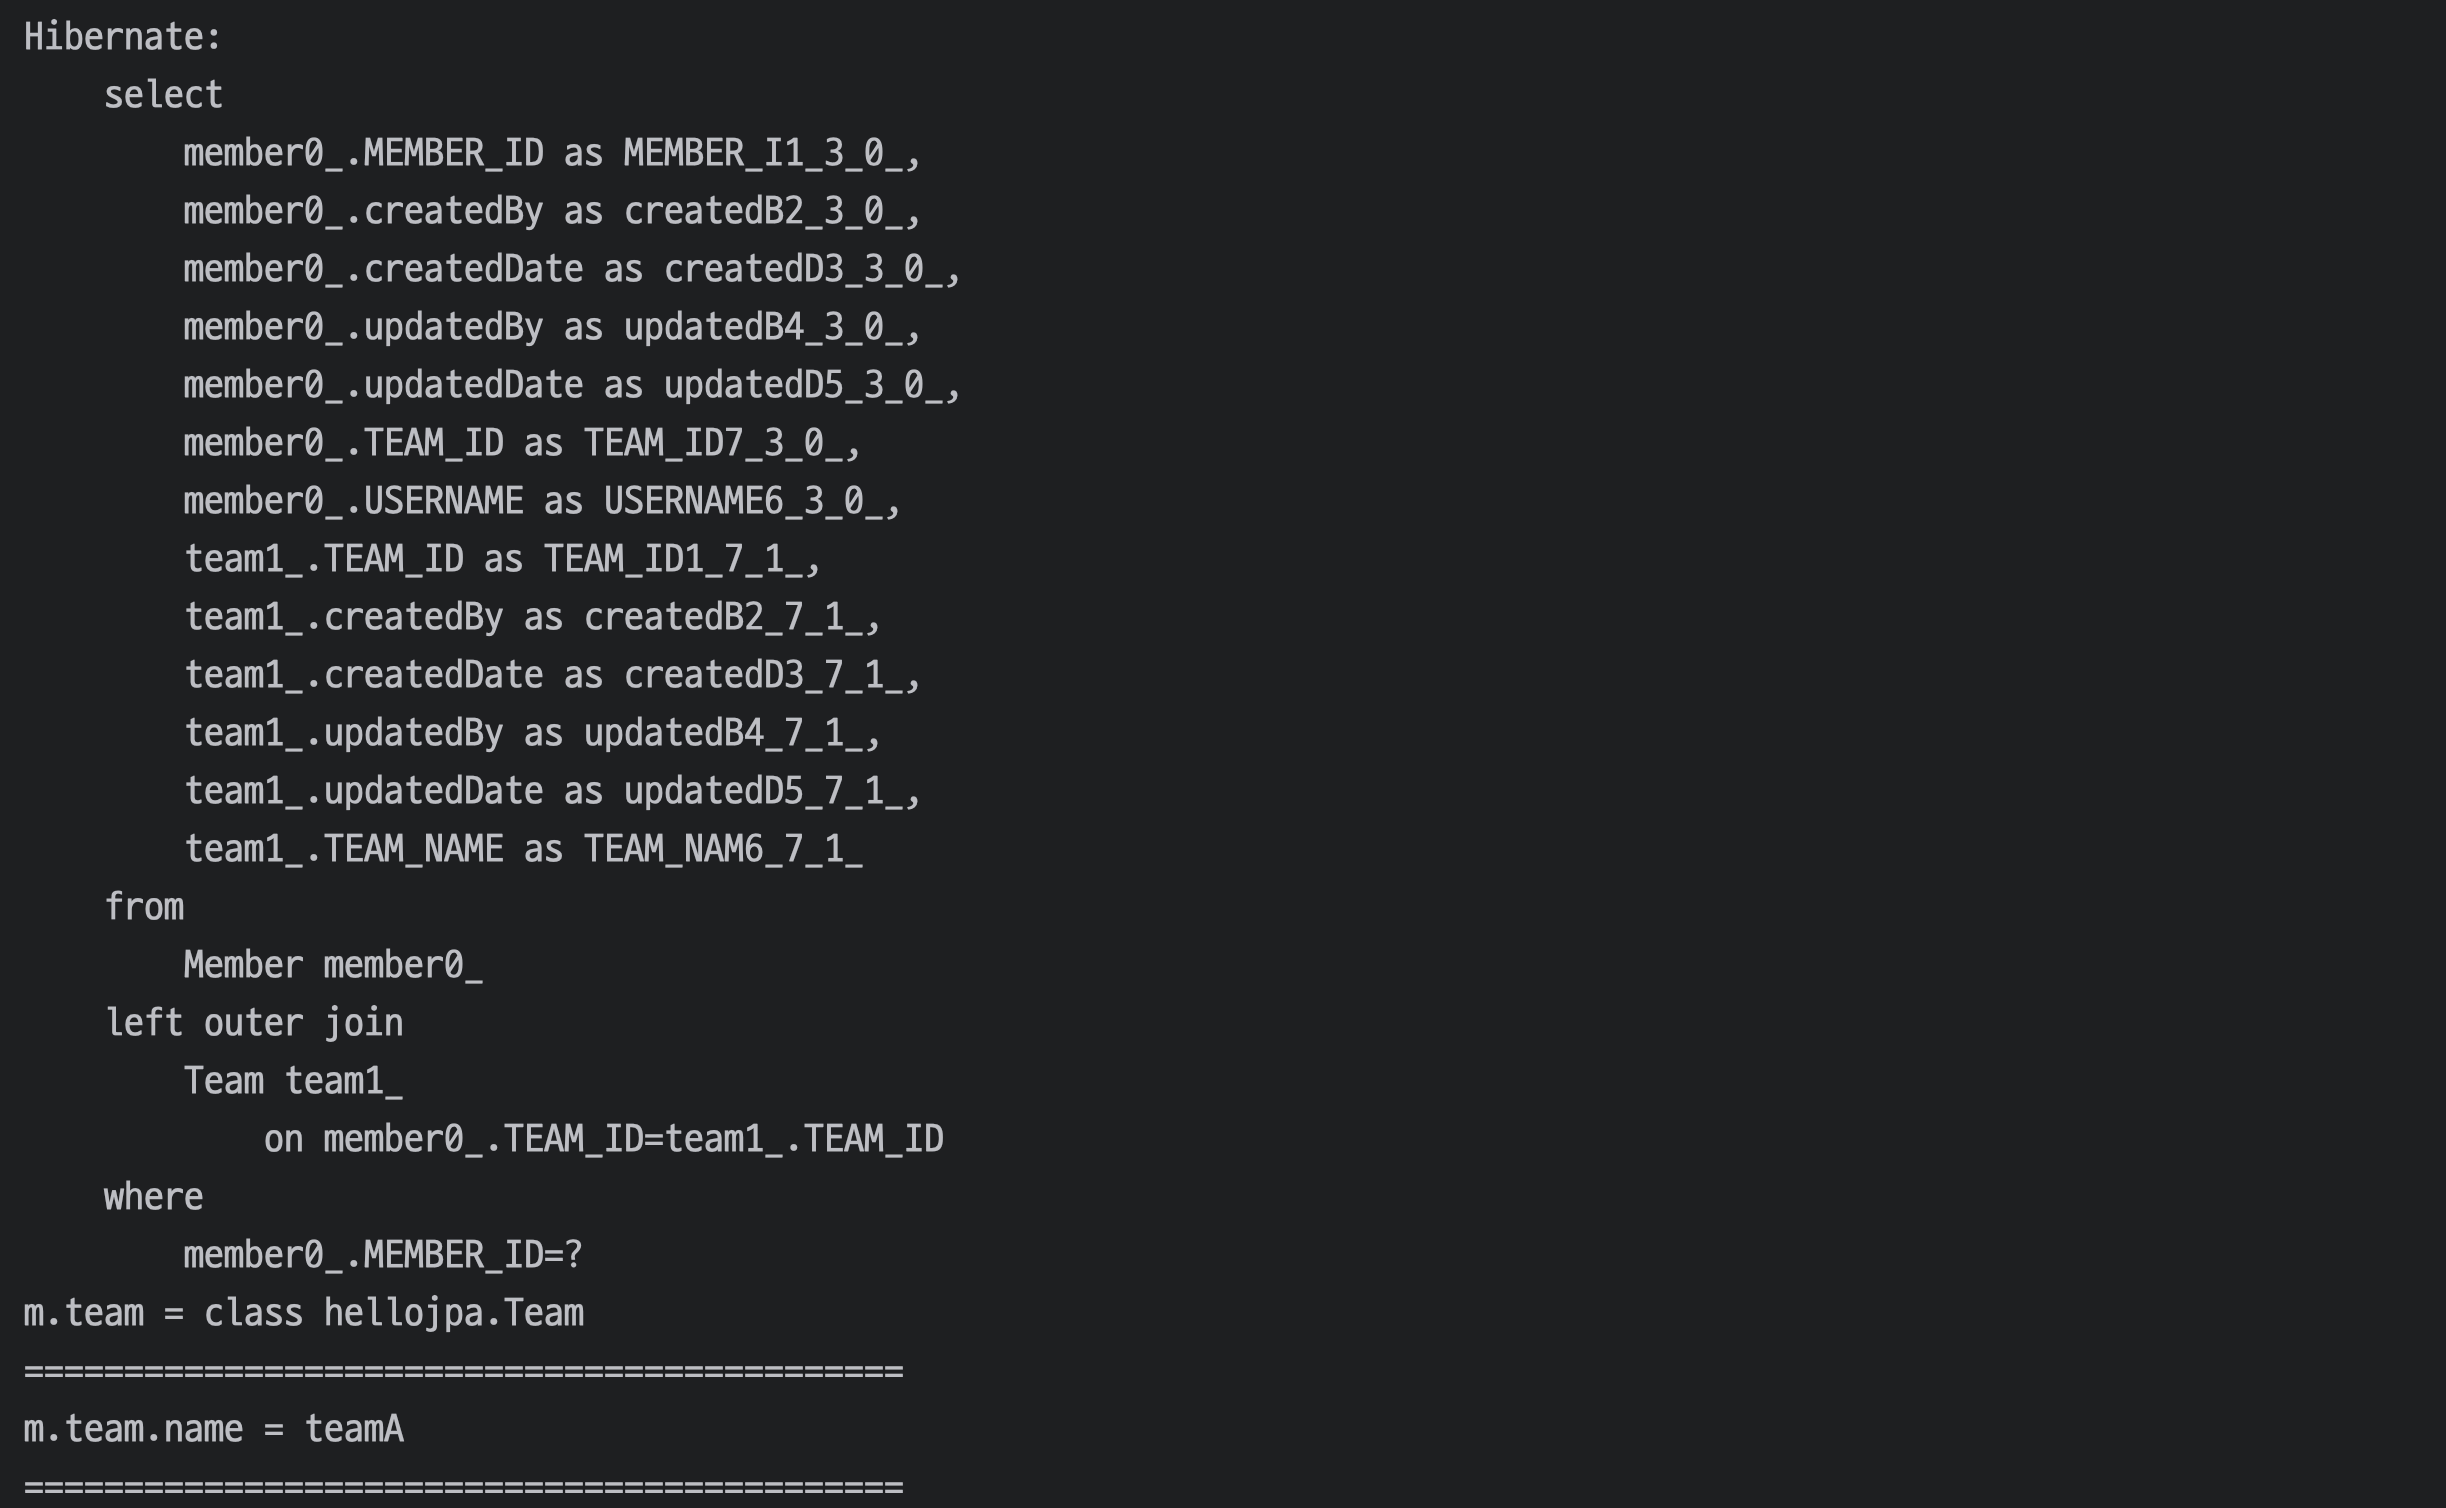 Hibernate:
    select
        member0_.MEMBER_ID as MEMBER_I1_3_0_,
        member0_.createdBy as createdB2_3_0_,
        member0_.createdDate as createdD3_3_0_,
        member0_.updatedBy as updatedB4_3_0_,
        member0_.updatedDate as updatedD5_3_0_,
        member0_.TEAM_ID as TEAM_ID7_3_0_,
        member0_.USERNAME as USERNAME6_3_0_,
        team1_.TEAM_ID as TEAM_ID1_7_1_,
        team1_.createdBy as createdB2_7_1_,
        team1_.createdDate as createdD3_7_1_,
        team1_.updatedBy as updatedB4_7_1_,
        team1_.updatedDate as updatedD5_7_1_,
        team1_.TEAM_NAME as TEAM_NAM6_7_1_
    from
        Member member0_
    left outer join
        Team team1_
            on member0_.TEAM_ID=team1_.TEAM_ID
    where
        member0_.MEMBER_ID=?
m.team = class hellojpa.Team
============================================
m.team.name = teamA
============================================